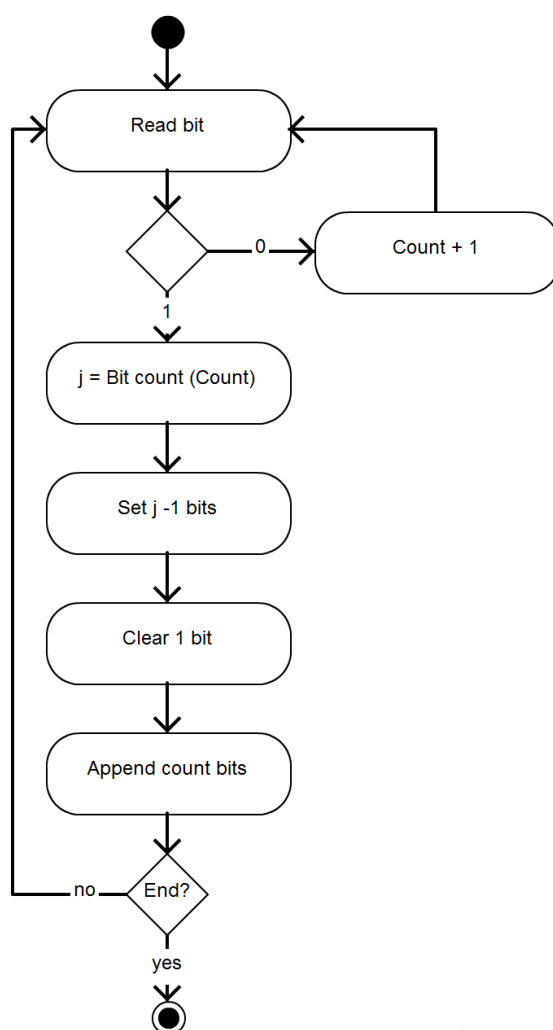 Read bit
0
Count + 1
1
j = Bit count (Count)
Set j -1 bits
Clear 1 bit
Append count bits
no
End?
yes